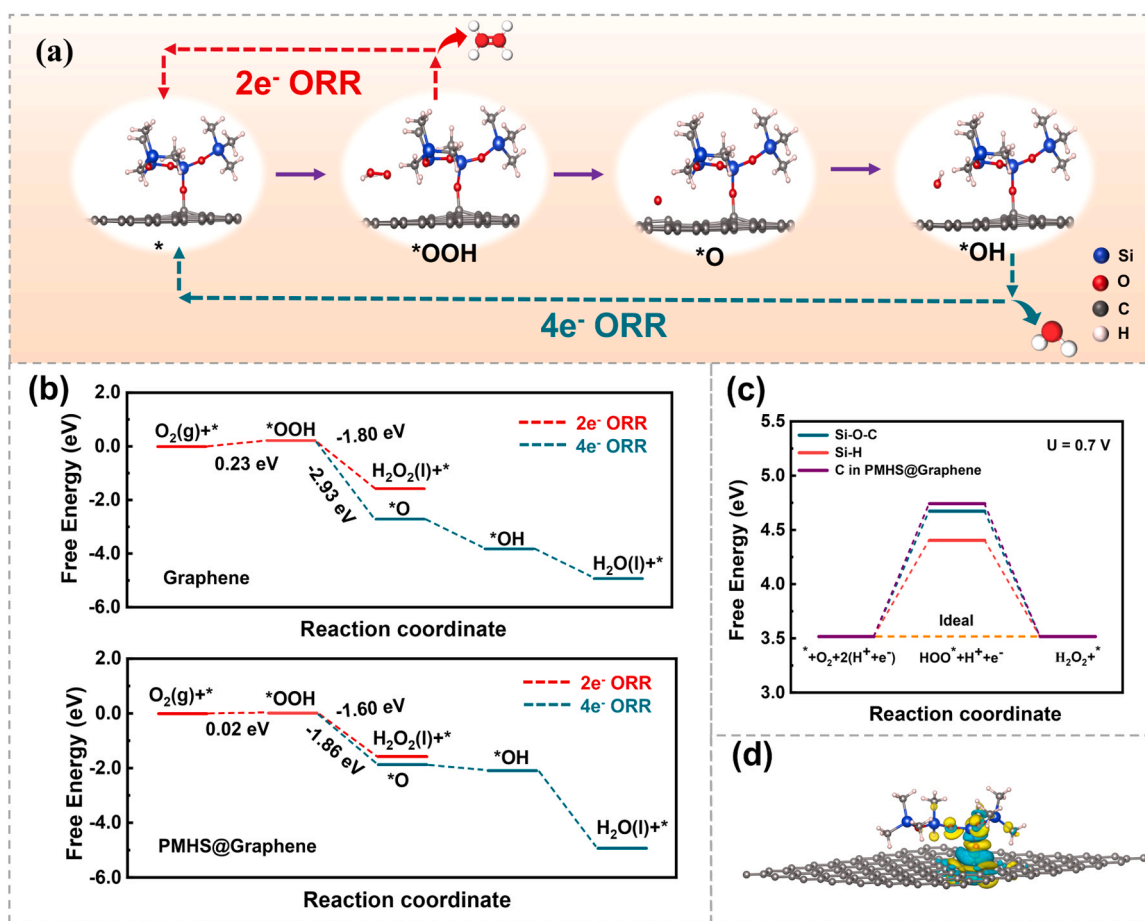 (a)
2e⁻ ORR
*
*OOH
*O
*OH
4e⁻ ORR
Si
O
C
H
(b)
2.0
0.0
-2.0
-4.0
-6.0
Free Energy (eV)
O₂(g)+*
0.23 eV
*OOH
-1.80 eV
-2.93 eV
H₂O₂(l)+*
*O
*OH
H₂O(l)+*
2e⁻ ORR
4e⁻ ORR
Graphene
Reaction coordinate
2.0
0.0
-2.0
-4.0
-6.0
Free Energy (eV)
O₂(g)+*
0.02 eV
*OOH
-1.60 eV
-1.86 eV
H₂O₂(l)+*
*O
*OH
H₂O(l)+*
2e⁻ ORR
4e⁻ ORR
PMHS@Graphene
Reaction coordinate
(c)
5.5
5.0
4.5
4.0
3.5
3.0
Free Energy (eV)
Si-O-C
Si-H
C in PMHS@Graphene
U = 0.7 V
Ideal
*+O₂+2(H⁺+e⁻)
HOO*+H⁺+e⁻
H₂O₂+*
Reaction coordinate
(d)